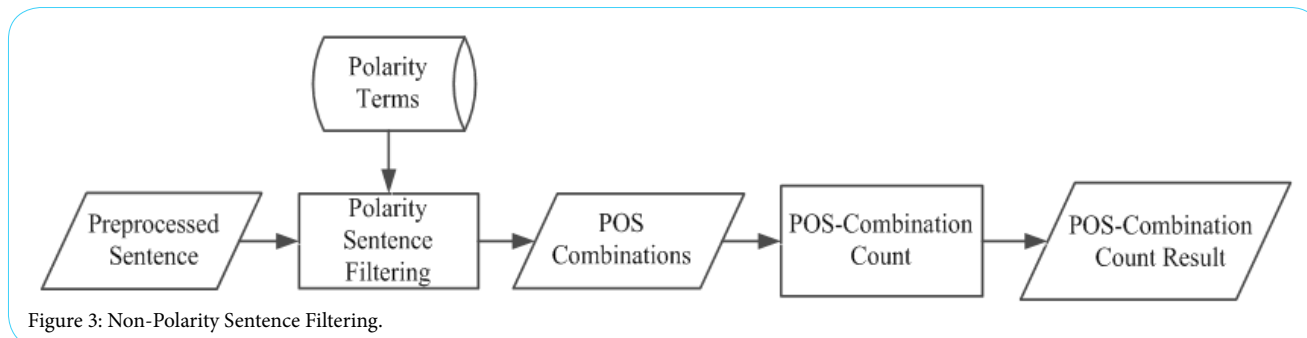 Polarity
Terms
Preprocessed
Sentence
Polarity
Sentence
Filtering
POS
Combinations
POS-Combination
Count
POS-Combination
Count Result
Figure 3: Non-Polarity Sentence Filtering.